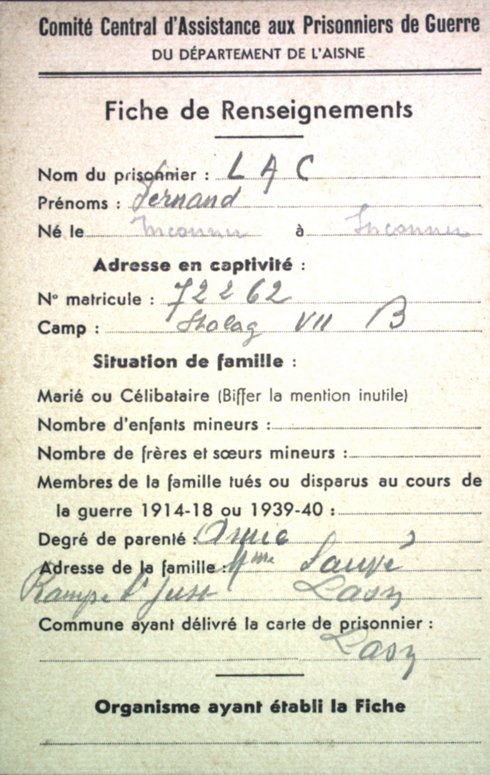 Comité Central d'Assistance aux Prisonniers de Guerre
DU DÉPARTEMENT DE L'AISNE
Fiche de Renseignements
Nom du prisonnier : LAC
Prénoms : Fernand
Né le Inconnu à Inconnu
Adresse en captivité :
N° matricule : 72262
Camp : Stalag VII B
Situation de famille :
Marié ou Célibataire (Biffer la mention inutile)
Nombre d'enfants mineurs :
Nombre de frères et sœurs mineurs :
Membres de la famille tués ou disparus au cours de
la guerre 1914-18 ou 1939-40 :
Degré de parenté : Amie
Adresse de la famille : Mme
Rampe St Just
Commune ayant délivré la carte de prisonnier :
Organisme ayant établi la Fiche